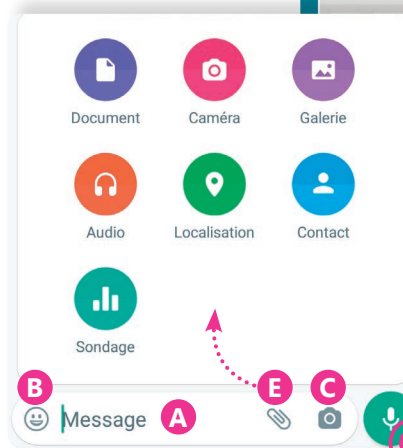 Document Caméra Galerie
Audio Localisation Contact
Sondage
B E C
Message A